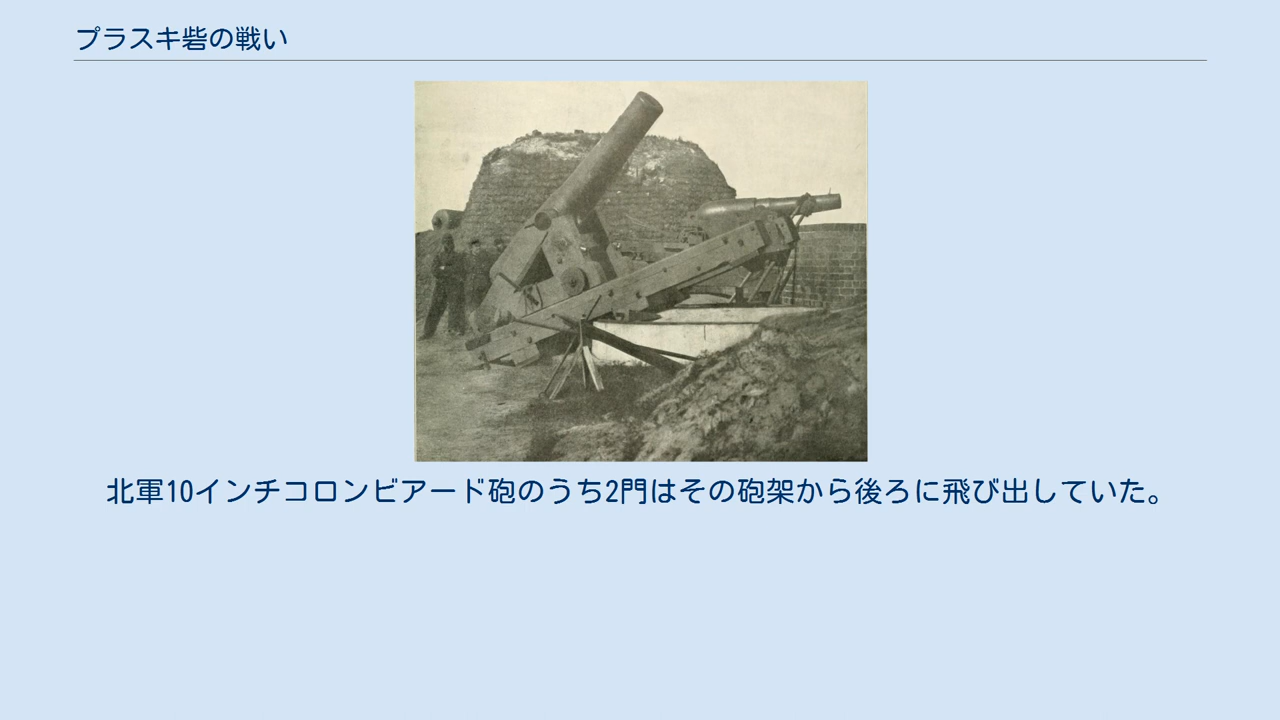 プラスキ砦の戦い
北軍10インチコロンビアード砲のうち2門はその砲架から後ろに飛び出していた。